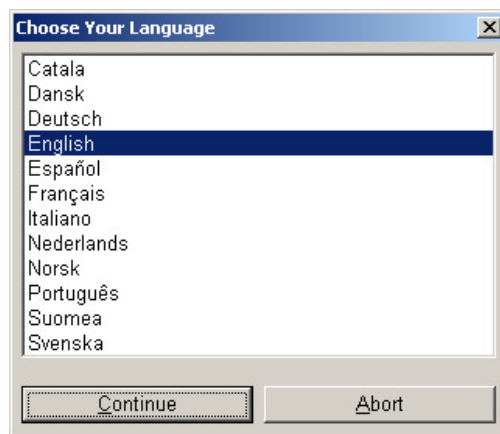 Choose Your Language
Catala
Dansk
Deutsch
English
Español
Français
Italiano
Nederlands
Norsk
Português
Suomea
Svenska
Continue Abort